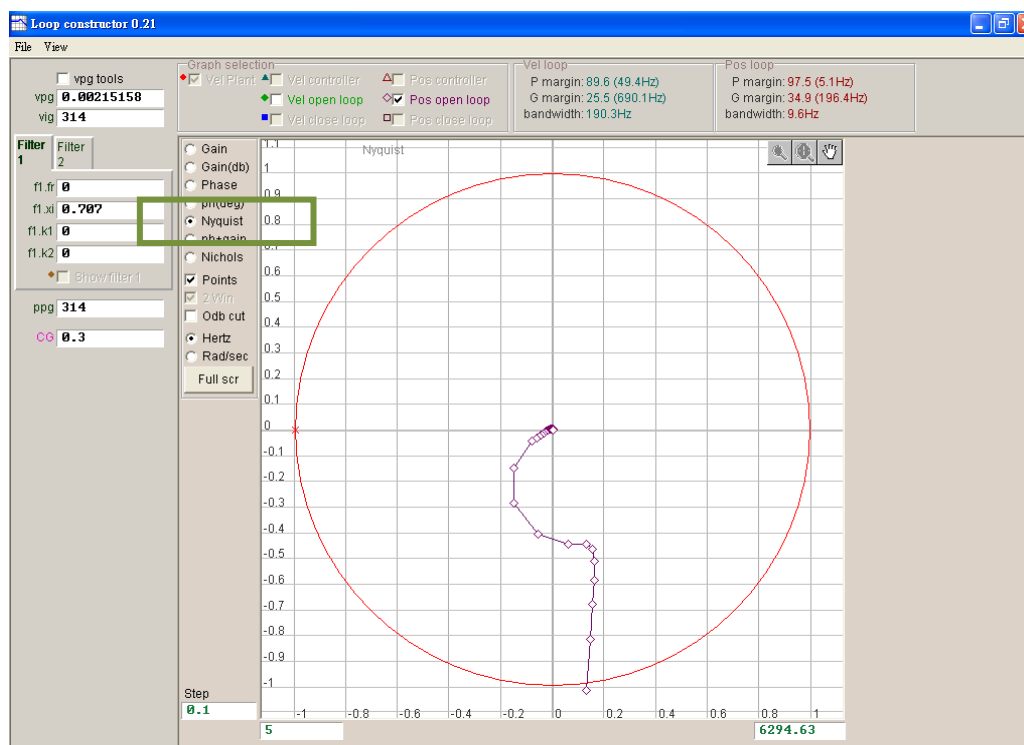 Loop constructor 0.21
File View
vpg tools
vpg 0.00215158
vig 314
Filter 1
Filter 2
f1.fr 0
f1.xi 0.707
f1.k1 0
f1.k2 0
Show filter 1
ppg 314
CG 0.3
Graph selection
Vel Plant Vel controller Pos controller
Vel open loop Pos open loop
Vel close loop Pos close loop
Vel loop
P margin: 89.6 (49.4Hz)
G margin: 25.5 (690.1Hz)
bandwidth: 190.3Hz
Pos loop
P margin: 97.5 (5.1Hz)
G margin: 34.9 (196.4Hz)
bandwidth: 9.6Hz
Gain
Gain(db)
Phase
ph(deg)
Nyquist
ph+gain
Nichols
Points
2 Win
0db cut
Hertz
Rad/sec
Full scr
Step
0.1
Nyquist
1.1
1
0.9
0.8
0.7
0.6
0.5
0.4
0.3
0.2
0.1
0
-0.1
-0.2
-0.3
-0.4
-0.5
-0.6
-0.7
-0.8
-0.9
-1
-1 -0.8 -0.6 -0.4 -0.2 0 0.2 0.4 0.6 0.8 1
5 6294.63